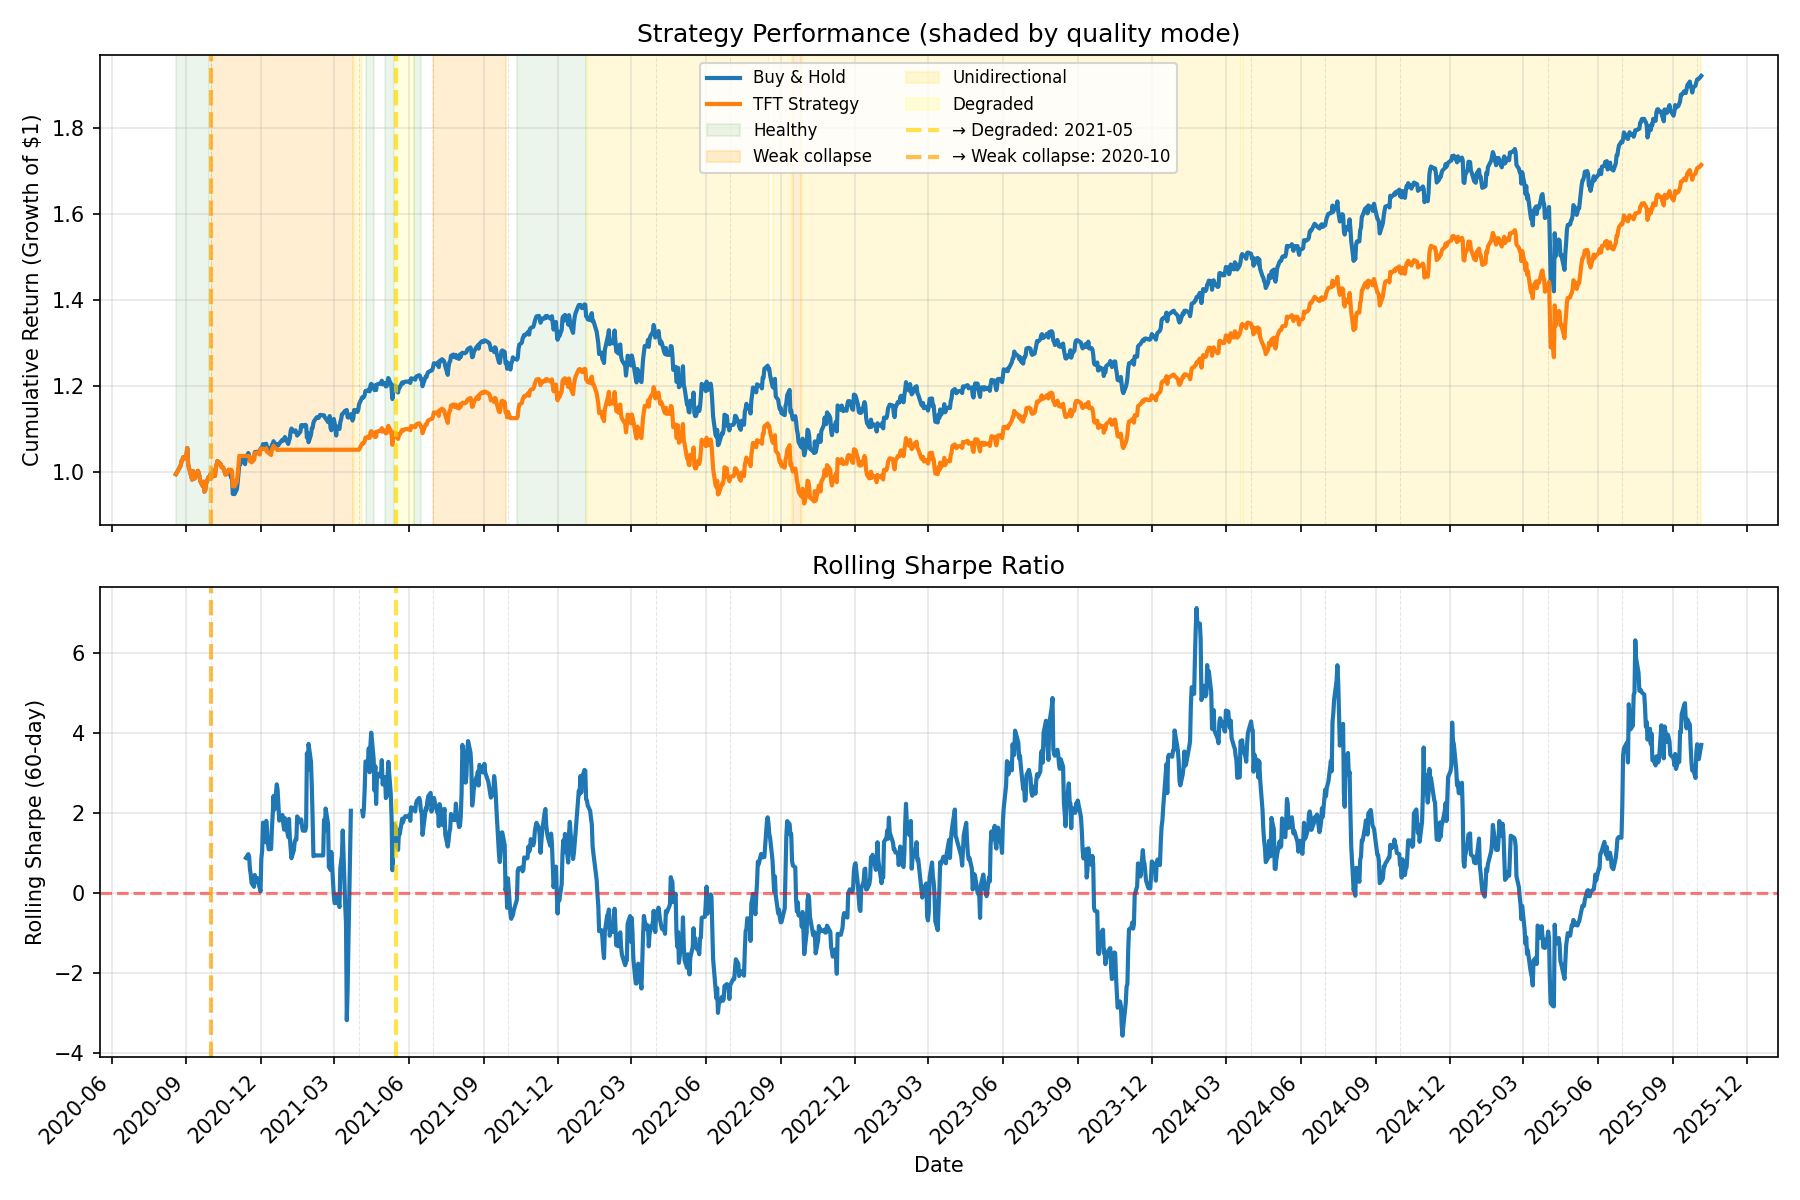 Strategy Performance (shaded by quality mode)
Cumulative Return (Growth of $1)
1.8
1.6
1.4
1.2
1.0
Buy & Hold
TFT Strategy
Healthy
Weak collapse
Unidirectional
Degraded
→ Degraded: 2021-05
→ Weak collapse: 2020-10
Rolling Sharpe Ratio
Rolling Sharpe (60-day)
6
4
2
0
−2
−4
2020-06
2020-09
2020-12
2021-03
2021-06
2021-09
2021-12
2022-03
2022-06
2022-09
2022-12
2023-03
2023-06
2023-09
2023-12
2024-03
2024-06
2024-09
2024-12
2025-03
2025-06
2025-09
2025-12
Date